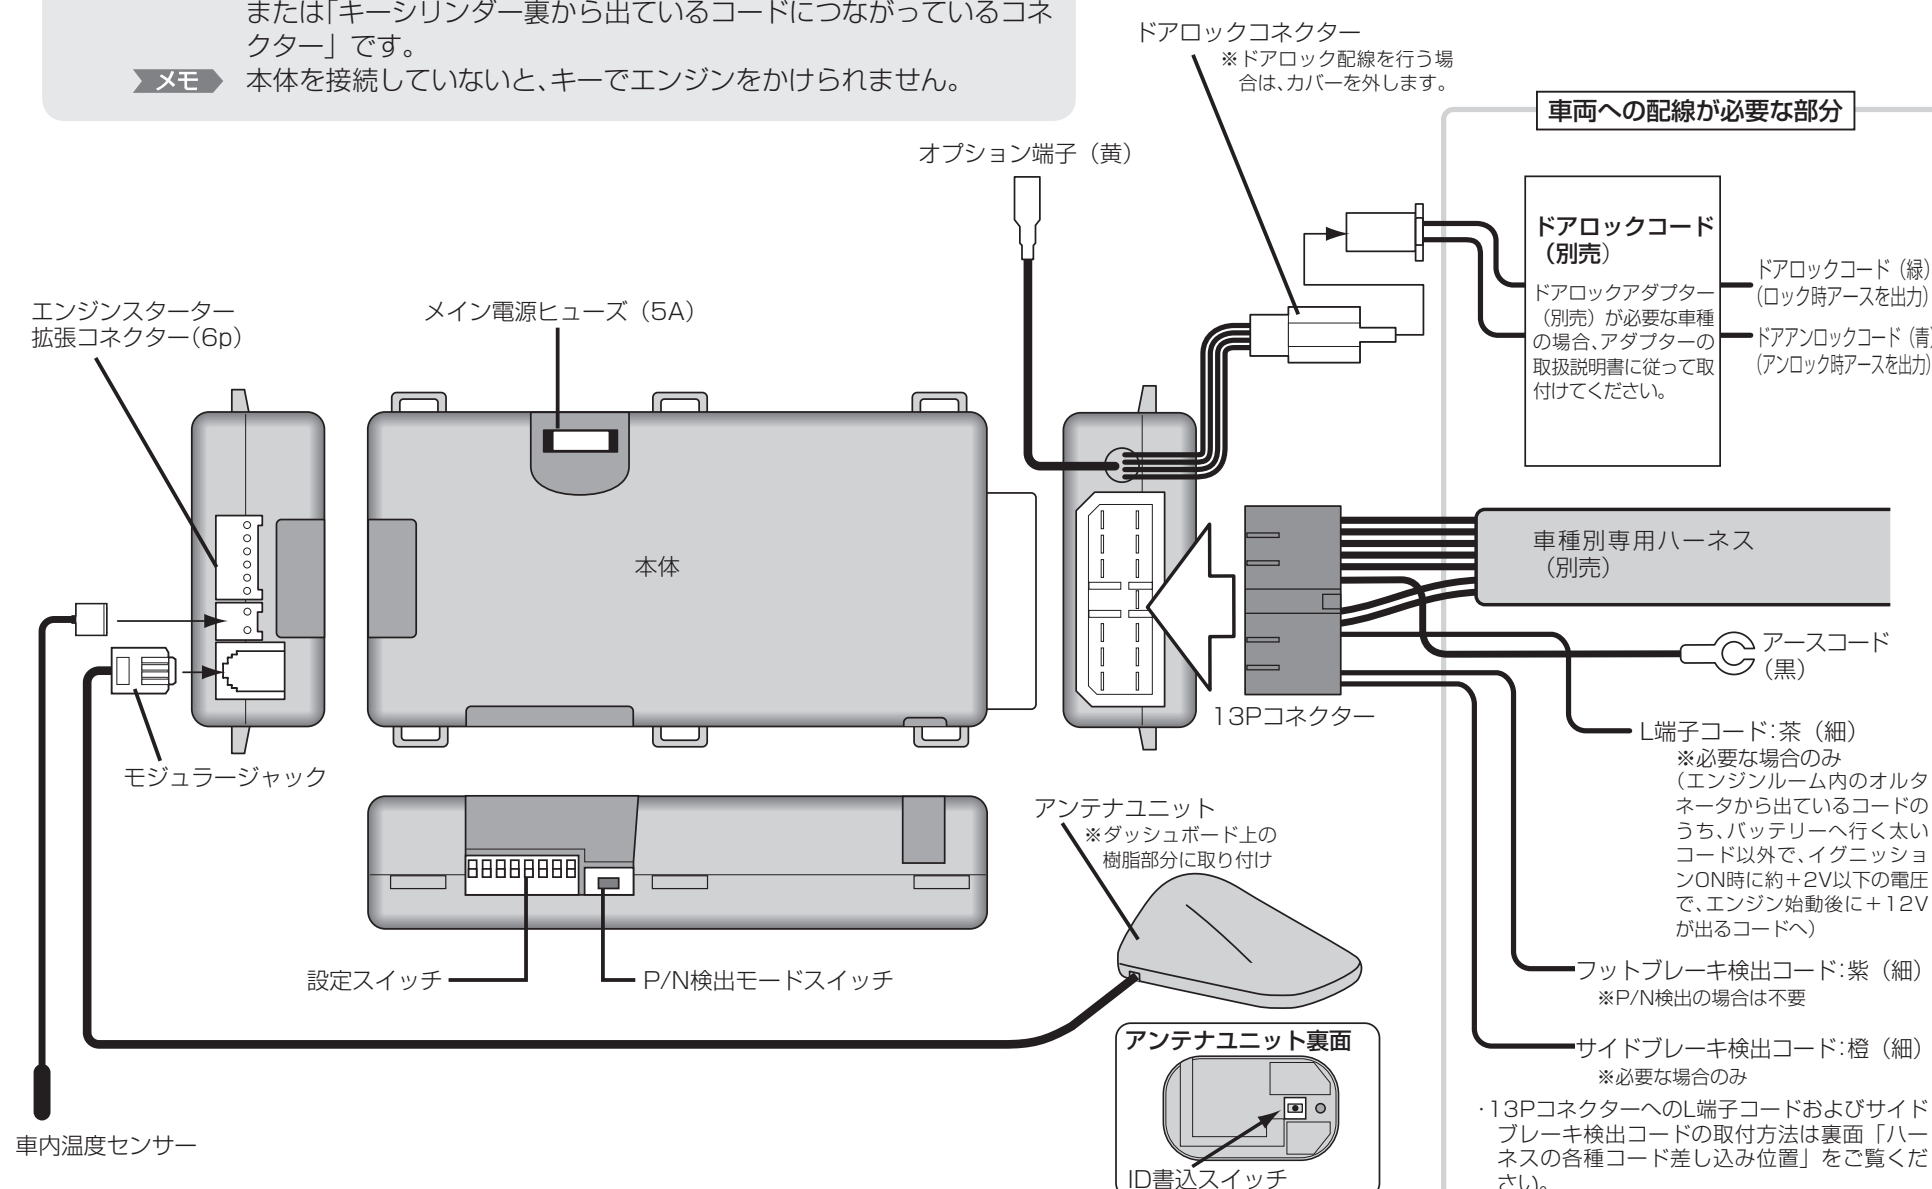 または「キーシリンダー裏から出ているコードにつながっているコネ
クター」です。
メモ 本体を接続していないと、キーでエンジンをかけられません。
ドアロックコネクター
※ドアロック配線を行う場
合は、カバーを外します。
車両への配線が必要な部分
オプション端子（黄）
ドアロックコード
（別売）
ドアロックアダプター
（別売）が必要な車種
の場合、アダプターの
取扱説明書に従って取
付けてください。
ドアロックコード（緑）
（ロック時アースを出力）
ドアアンロックコード（青）
（アンロック時アースを出力）
エンジンスターター
拡張コネクター（6p）
メイン電源ヒューズ（5A）
本体
車種別専用ハーネス
（別売）
アースコード
（黒）
13Pコネクター
モジュラージャック
L端子コード：茶（細）
※必要な場合のみ
（エンジンルーム内のオルタ
ネータから出ているコードの
うち、バッテリーへ行く太い
コード以外で、イグニッショ
ンON時に約＋2V以下の電圧
で、エンジン始動後に＋12V
が出るコードへ）
アンテナユニット
※ダッシュボード上の
樹脂部分に取り付け
設定スイッチ
P/N検出モードスイッチ
フットブレーキ検出コード：紫（細）
※P/N検出の場合は不要
アンテナユニット裏面
ID書込スイッチ
サイドブレーキ検出コード：橙（細）
※必要な場合のみ
車内温度センサー
・13PコネクターへのL端子コードおよびサイド
ブレーキ検出コードの取付方法は裏面「ハー
ネスの各種コード差し込み位置」をご覧くだ
さい。